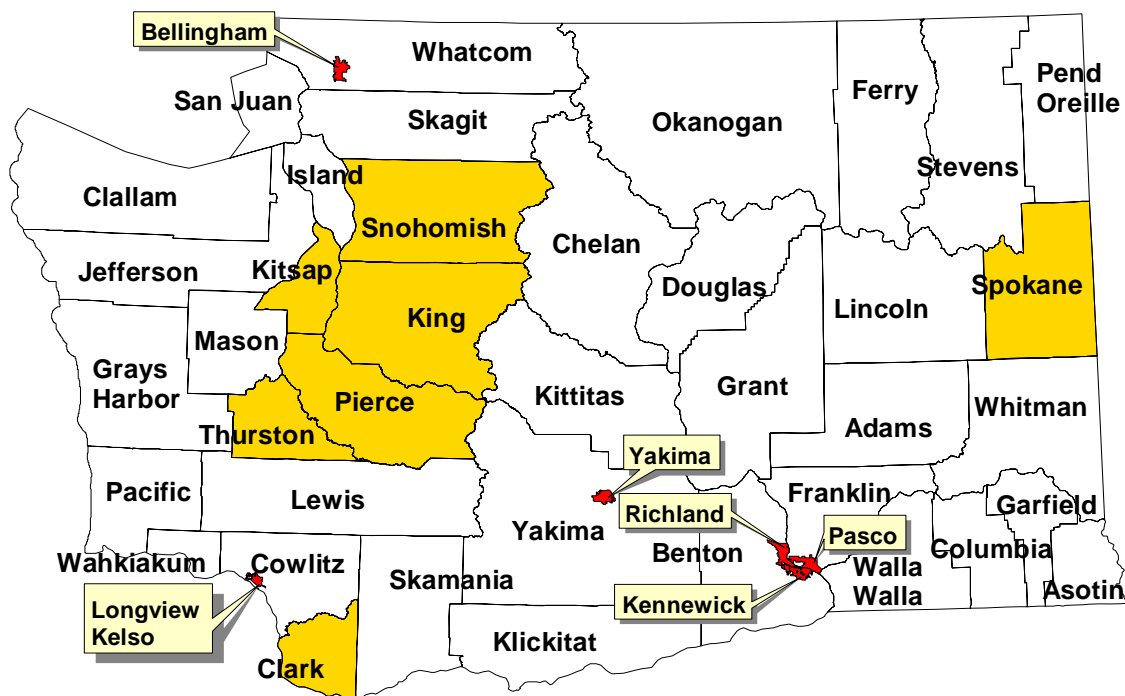 Bellingham
Whatcom
San Juan
Skagit
Okanogan
Ferry
Pend
Oreille
Stevens
Island
Clallam
Snohomish
Chelan
Jefferson
Kitsap
Douglas
Lincoln
Spokane
King
Mason
Grays
Harbor
Pierce
Kittitas
Grant
Whitman
Thurston
Adams
Yakima
Pacific
Lewis
Franklin
Garfield
Richland
Yakima
Benton
Pasco
Columbia
Wahkiakum
Cowlitz
Skamania
Walla
Walla
Asotin
Longview
Kelso
Kennewick
Klickitat
Clark